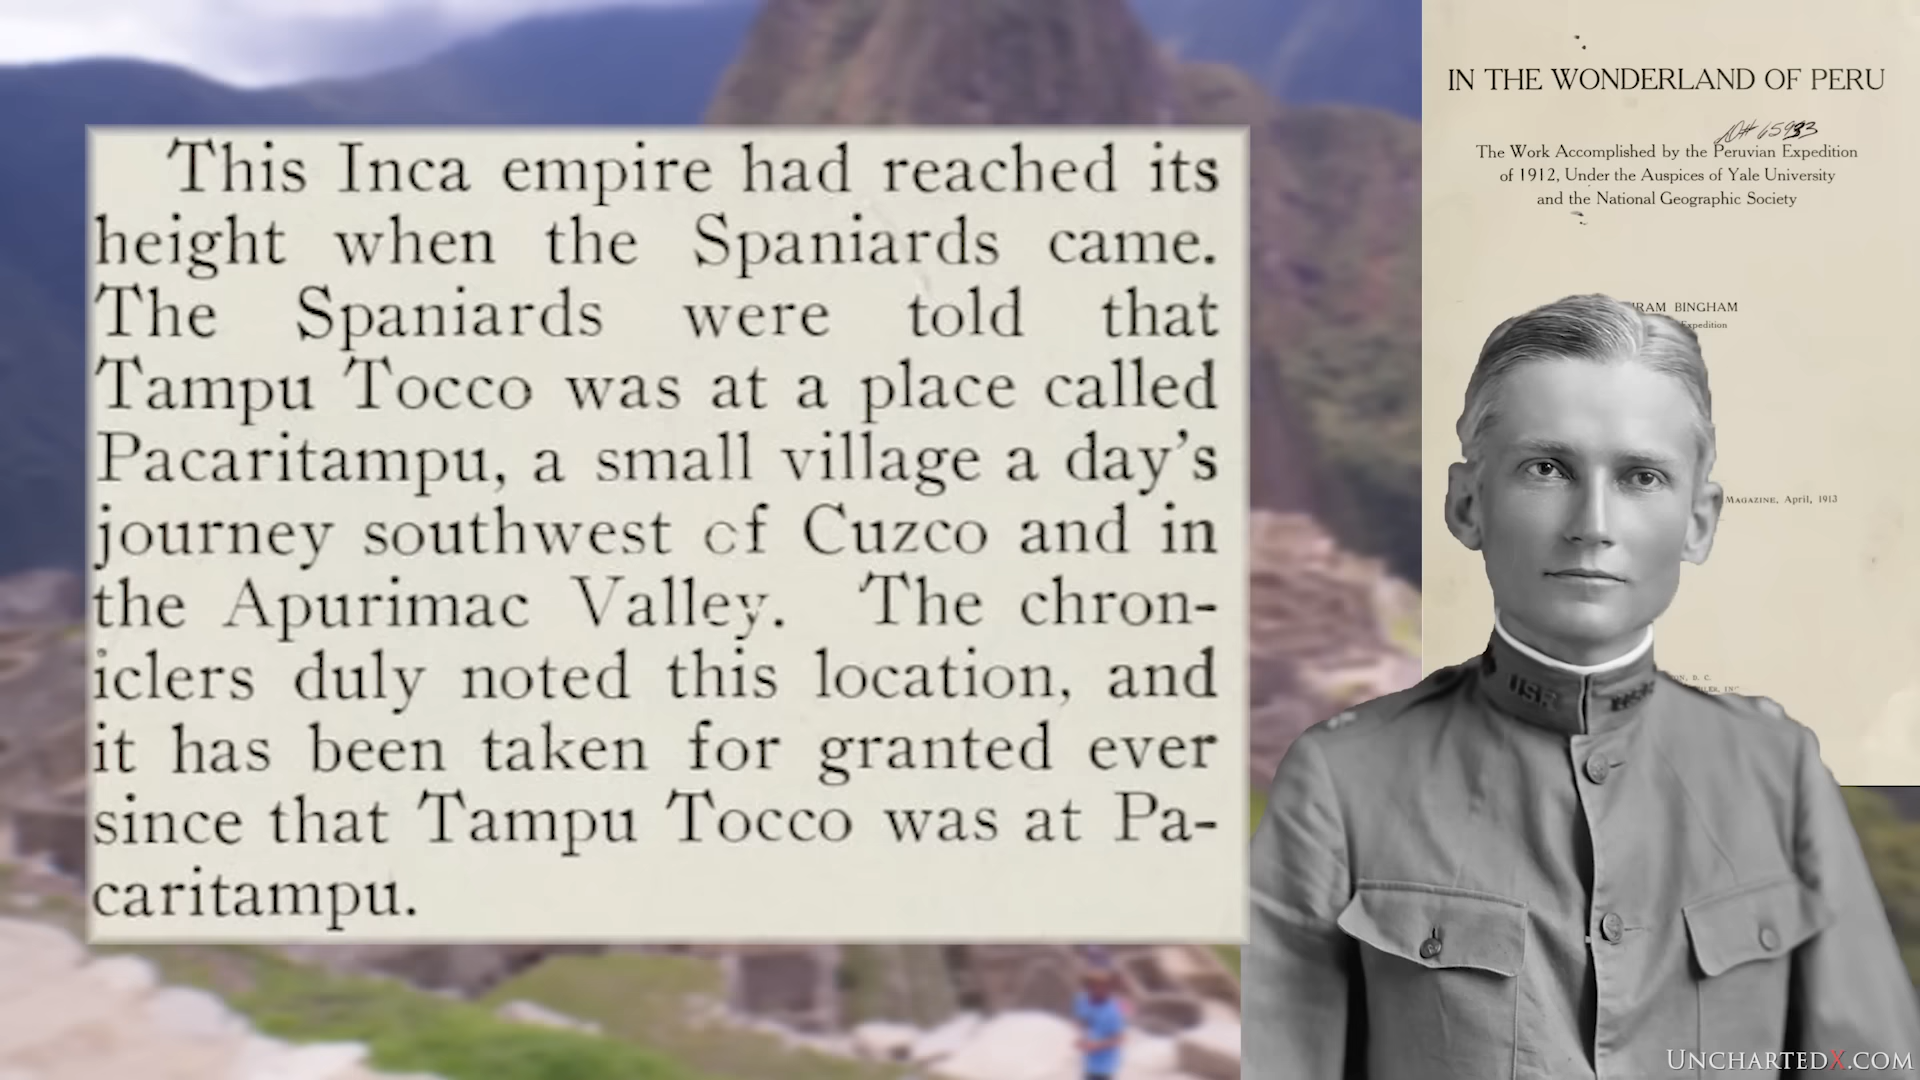 This Inca empire had reached its
height when the Spaniards came.
The Spaniards were told that
Tampu Tocco was at a place called
Pacaritampu, a small village a day's
journey southwest of Cuzco and in
the Apurimac Valley. The chron-
iclers duly noted this location, and
it has been taken for granted ever
since that Tampu Tocco was at Pa-
caritampu.
IN THE WONDERLAND OF PERU
The Work Accomplished by the Peruvian Expedition
of 1912, Under the Auspices of Yale University
and the National Geographic Society
BINGHAM
Expedition
MAGAZINE, April, 1913
D. C.
USR
UNCHARTEDX.COM